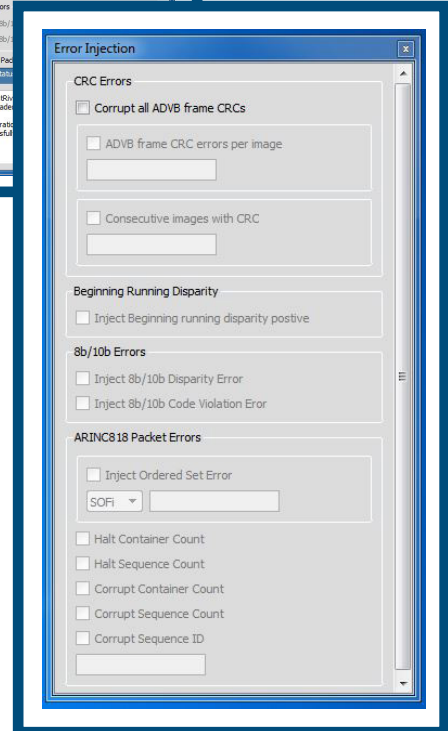 Error Injection
CRC Errors
Corrupt all ADVB frame CRCs
ADVB frame CRC errors per image
Consecutive images with CRC
Beginning Running Disparity
Inject Beginning running disparity postive
8b/10b Errors
Inject 8b/10b Disparity Error
Inject 8b/10b Code Violation Eror
ARINC818 Packet Errors
Inject Ordered Set Error
SOFi
Halt Container Count
Halt Sequence Count
Corrupt Container Count
Corrupt Sequence Count
Corrupt Sequence ID